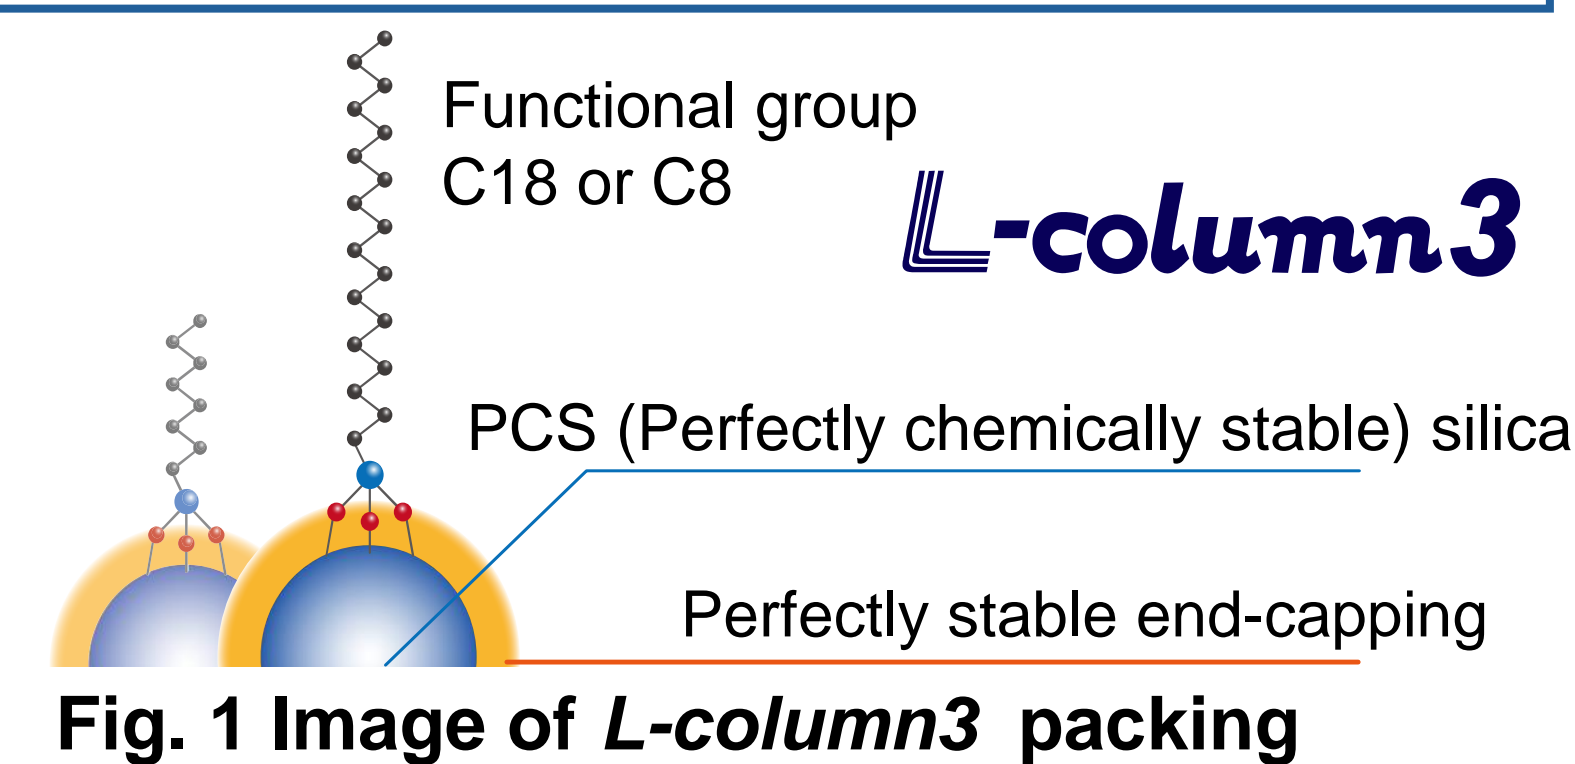 Functional group
C18 or C8
L-column3
PCS (Perfectly chemically stable) silica
Perfectly stable end-capping
Fig. 1 Image of L-column3 packing